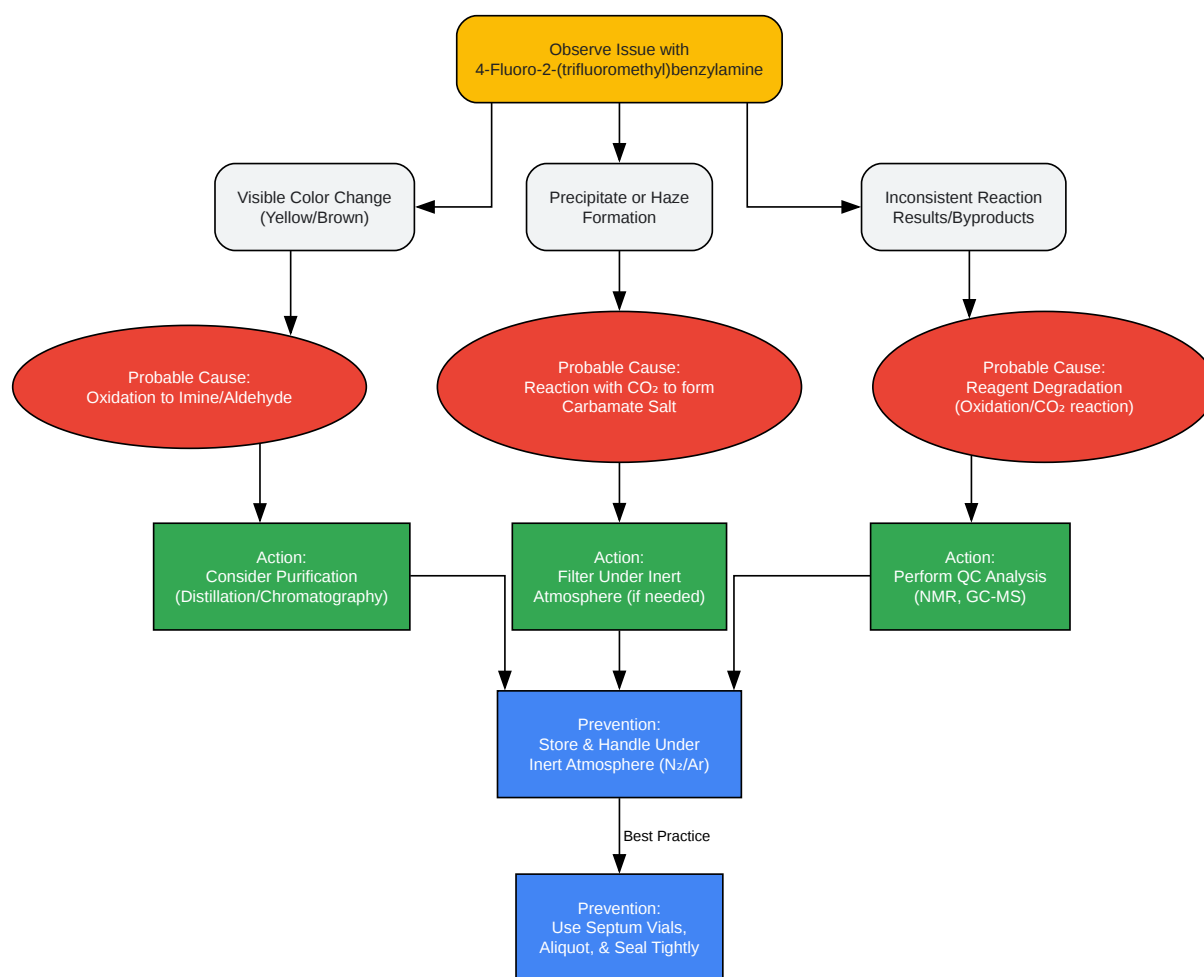 Observe Issue with
4-Fluoro-2-(trifluoromethyl)benzylamine
Visible Color Change
(Yellow/Brown)
Precipitate or Haze
Formation
Inconsistent Reaction
Results/Byproducts
Probable Cause:
Oxidation to Imine/Aldehyde
Probable Cause:
Reaction with CO₂ to form
Carbamate Salt
Probable Cause:
Reagent Degradation
(Oxidation/CO₂ reaction)
Action:
Consider Purification
(Distillation/Chromatography)
Action:
Filter Under Inert
Atmosphere (if needed)
Action:
Perform QC Analysis
(NMR, GC-MS)
Prevention:
Store & Handle Under
Inert Atmosphere (N₂/Ar)
Best Practice
Prevention:
Use Septum Vials,
Aliquot, & Seal Tightly